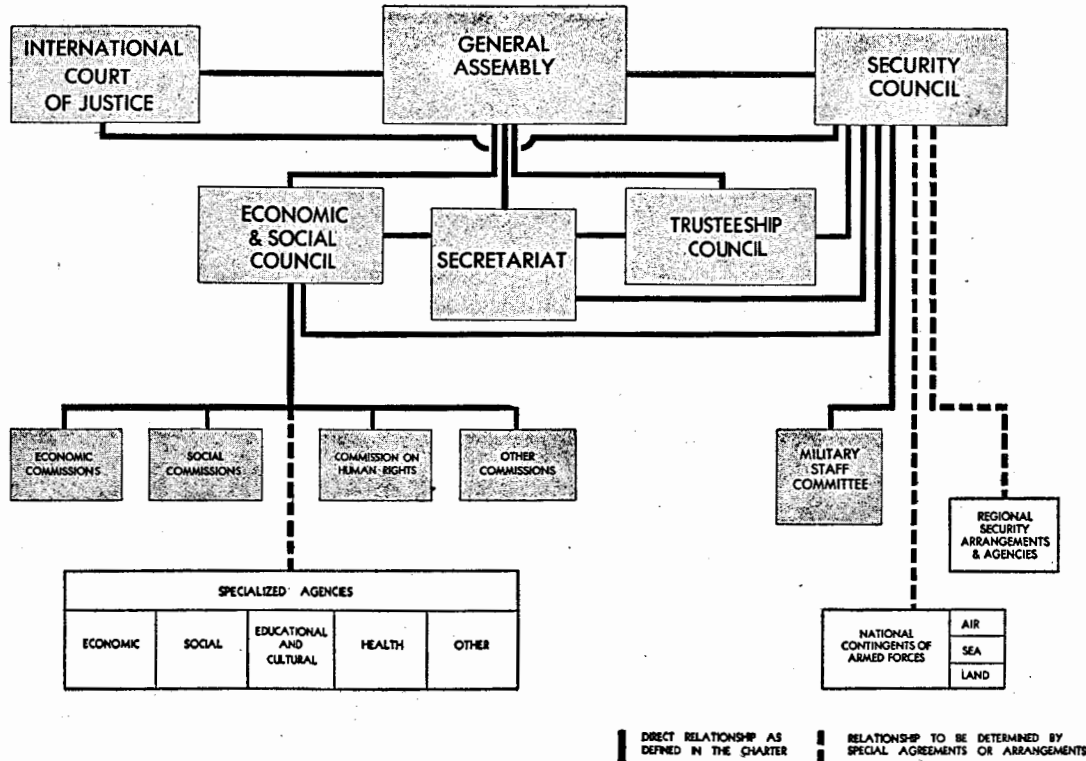 INTERNATIONAL
COURT
OF JUSTICE
GENERAL
ASSEMBLY
SECURITY
COUNCIL
ECONOMIC
& SOCIAL
COUNCIL
SECRETARIAT
TRUSTEESHIP
COUNCIL
ECONOMIC
COMMISSIONS
SOCIAL
COMMISSIONS
COMMISSION ON
HUMAN RIGHTS
OTHER
COMMISSIONS
MILITARY
STAFF
COMMITTEE
REGIONAL
SECURITY
ARRANGEMENTS
& AGENCIES
SPECIALIZED AGENCIES
ECONOMIC
SOCIAL
EDUCATIONAL
AND
CULTURAL
HEALTH
OTHER
NATIONAL
CONTINGENTS OF
ARMED FORCES
AIR
SEA
LAND
DIRECT RELATIONSHIP AS
DEFINED IN THE CHARTER
RELATIONSHIP TO BE DETERMINED BY
SPECIAL AGREEMENTS OR ARRANGEMENTS